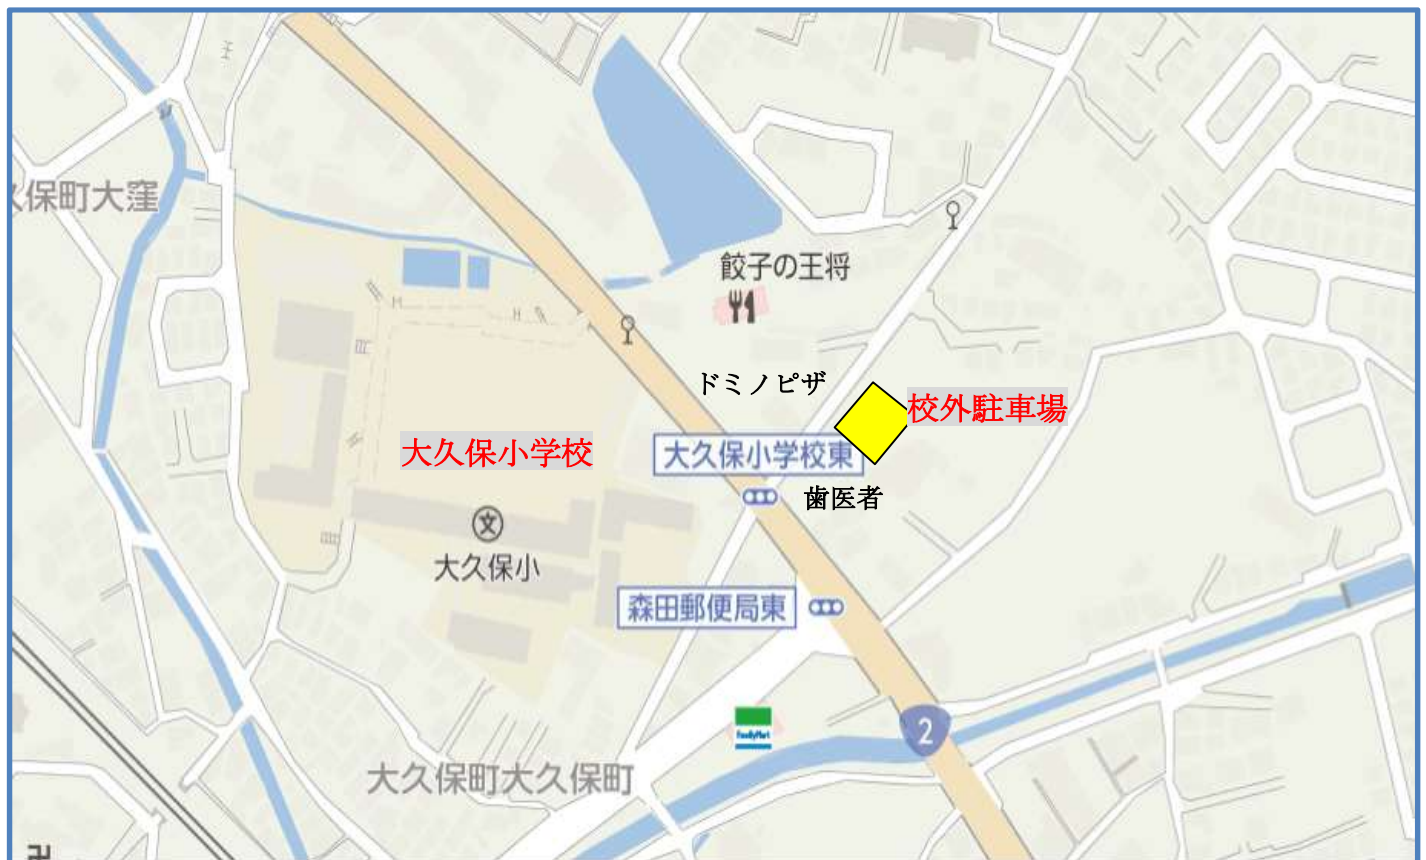 久保町大窪
餃子の王将
ドミノピザ
校外駐車場
大久保小学校
大久保小学校東
歯医者
文
大久保小
森田郵便局東
FamilyMart
2
大久保町大久保町